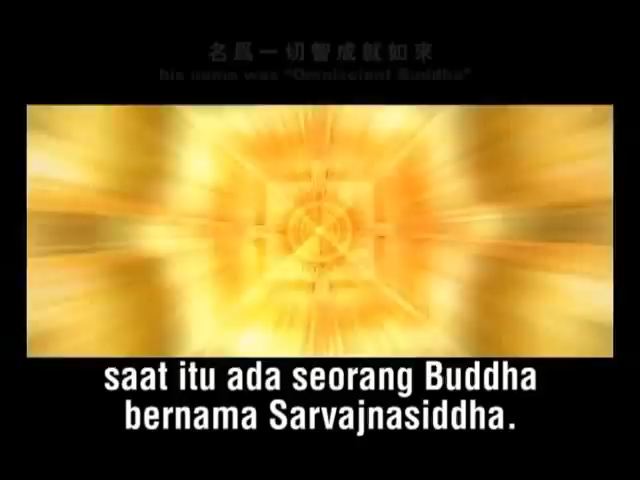 名為一切智成就如來
his name was "Omniscient Buddha"
saat itu ada seorang Buddha
bernama Sarvajnasiddha.